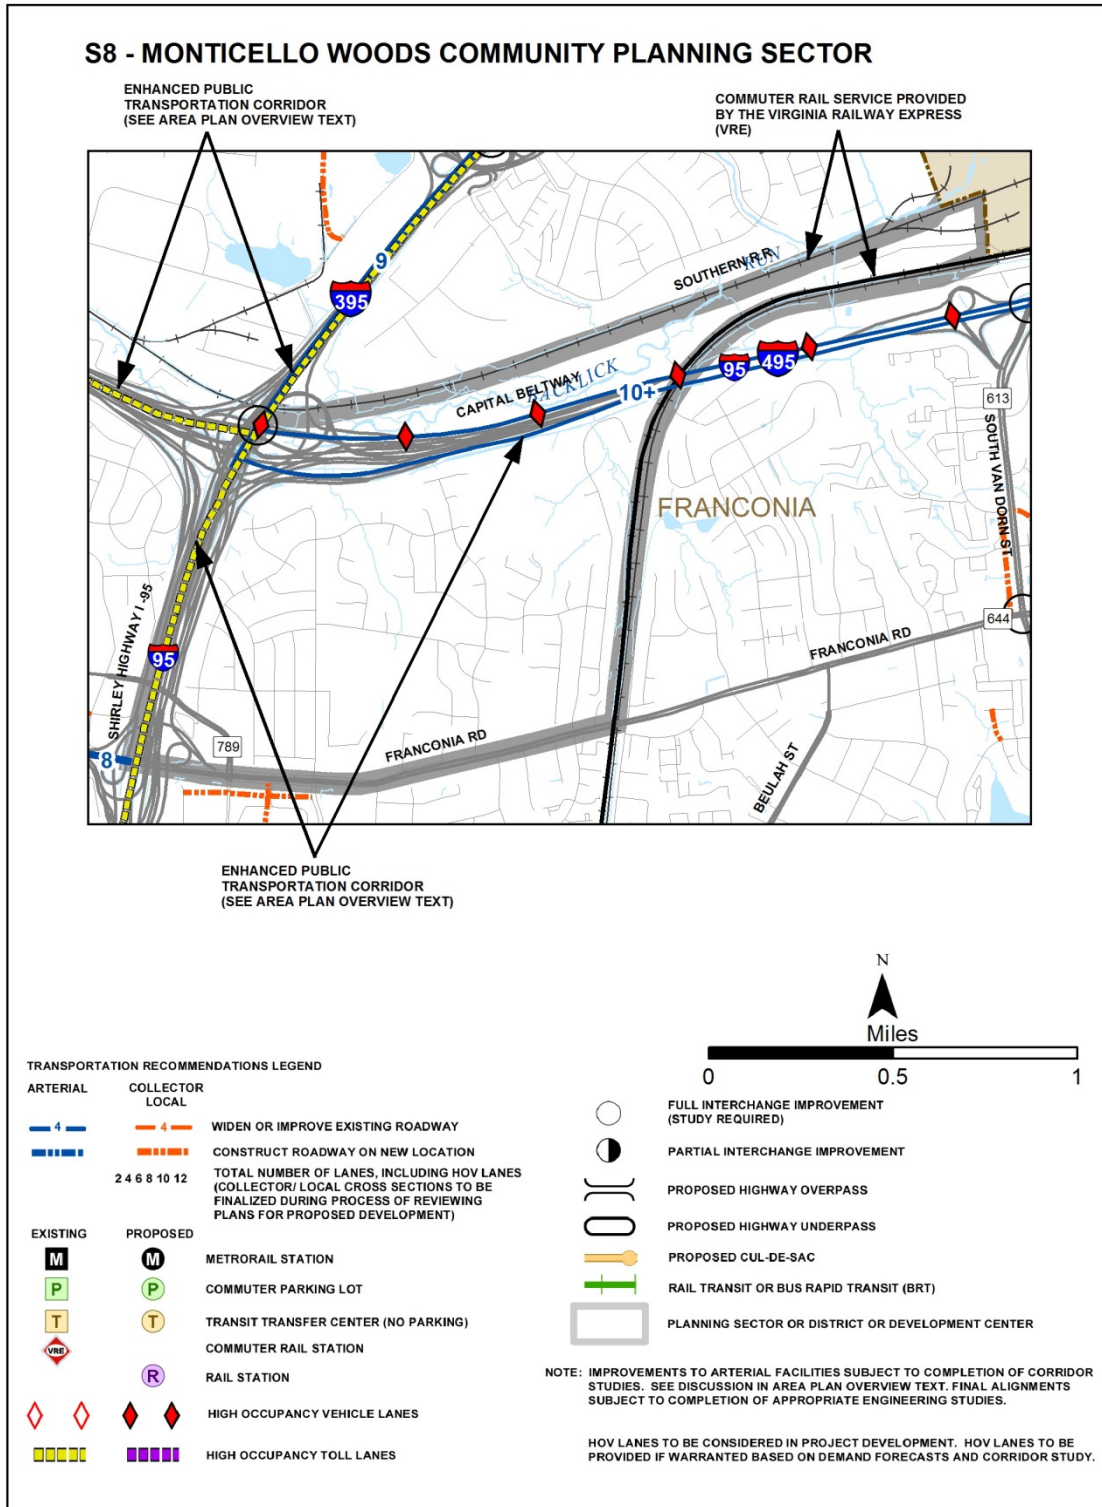 S8 - MONTICELLO WOODS COMMUNITY PLANNING SECTOR
ENHANCED PUBLIC
TRANSPORTATION CORRIDOR
(SEE AREA PLAN OVERVIEW TEXT)
COMMUTER RAIL SERVICE PROVIDED
BY THE VIRGINIA RAILWAY EXPRESS
(VRE)
9
395
SOUTHERN R.R.
RUN
CAPITAL BELTWAY
BACKLICK
10+
95
495
613
SOUTH VAN DORN ST
FRANCONIA
SHIRLEY HIGHWAY I -95
95
644
FRANCONIA RD
789
FRANCONIA RD
8
BEULAH ST
ENHANCED PUBLIC
TRANSPORTATION CORRIDOR
(SEE AREA PLAN OVERVIEW TEXT)
N
Miles
0 0.5 1
TRANSPORTATION RECOMMENDATIONS LEGEND
ARTERIAL COLLECTOR
LOCAL
4 4 WIDEN OR IMPROVE EXISTING ROADWAY
CONSTRUCT ROADWAY ON NEW LOCATION
2 4 6 8 10 12 TOTAL NUMBER OF LANES, INCLUDING HOV LANES
(COLLECTOR/ LOCAL CROSS SECTIONS TO BE
FINALIZED DURING PROCESS OF REVIEWING
PLANS FOR PROPOSED DEVELOPMENT)
EXISTING PROPOSED
M M METRORAIL STATION
P P COMMUTER PARKING LOT
T T TRANSIT TRANSFER CENTER (NO PARKING)
VRE COMMUTER RAIL STATION
R RAIL STATION
HIGH OCCUPANCY VEHICLE LANES
HIGH OCCUPANCY TOLL LANES
FULL INTERCHANGE IMPROVEMENT
(STUDY REQUIRED)
PARTIAL INTERCHANGE IMPROVEMENT
PROPOSED HIGHWAY OVERPASS
PROPOSED HIGHWAY UNDERPASS
PROPOSED CUL-DE-SAC
RAIL TRANSIT OR BUS RAPID TRANSIT (BRT)
PLANNING SECTOR OR DISTRICT OR DEVELOPMENT CENTER
NOTE: IMPROVEMENTS TO ARTERIAL FACILITIES SUBJECT TO COMPLETION OF CORRIDOR
STUDIES. SEE DISCUSSION IN AREA PLAN OVERVIEW TEXT. FINAL ALIGNMENTS
SUBJECT TO COMPLETION OF APPROPRIATE ENGINEERING STUDIES.
HOV LANES TO BE CONSIDERED IN PROJECT DEVELOPMENT. HOV LANES TO BE
PROVIDED IF WARRANTED BASED ON DEMAND FORECASTS AND CORRIDOR STUDY.